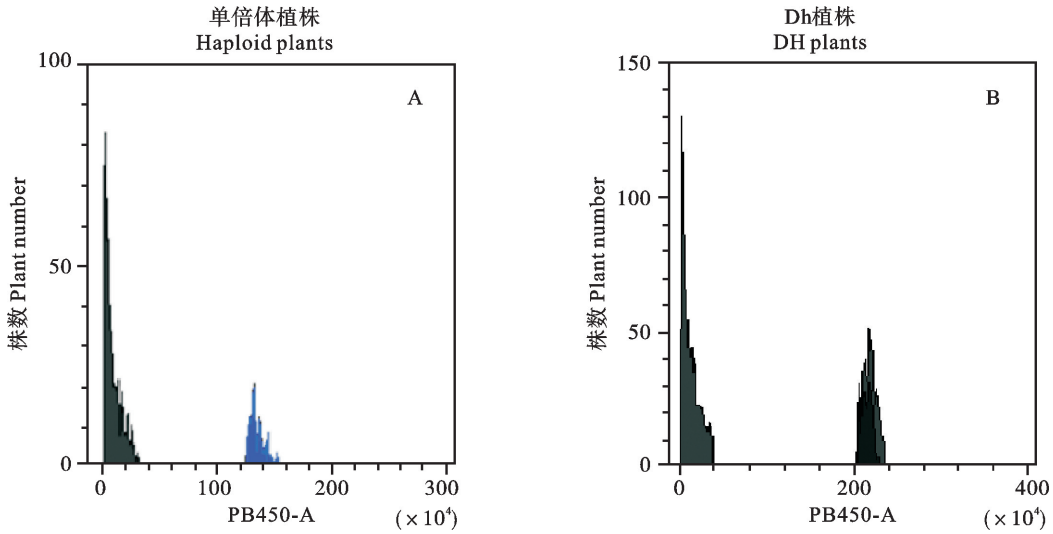 单倍体植株
Haploid plants
100
50
0
株数 Plant number
A
0
100
200
300
PB450-A
(×10⁴)
Dh植株
DH plants
150
100
50
0
株数 Plant number
B
0
200
400
PB450-A
(×10⁴)